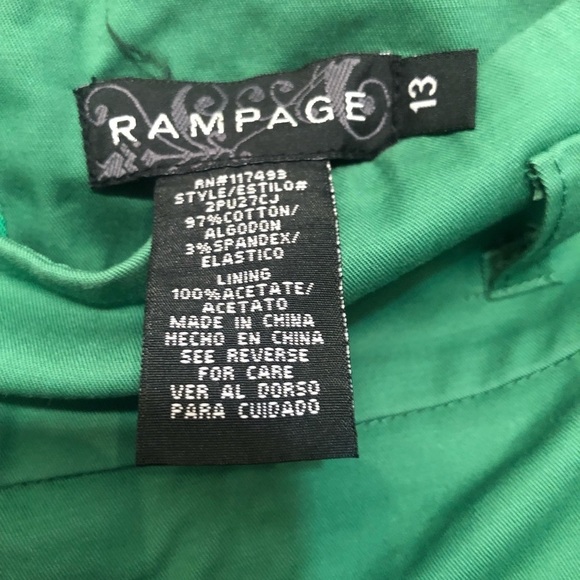 RAMPAGE
13
RN#117493
STYLE/ESTILO#
2PU27CJ
97%COTTON/
ALGODON
3%SPANDEX/
ELASTICO
LINING
100%ACETATE/
ACETATO
MADE IN CHINA
HECHO EN CHINA
SEE REVERSE
FOR CARE
VER AL DORSO
PARA CUIDADO